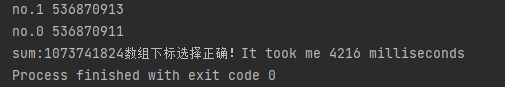 no.1 536870913
no.0 536870911
sum:1073741824数组下标选择正确！It took me 4216 milliseconds
Process finished with exit code 0